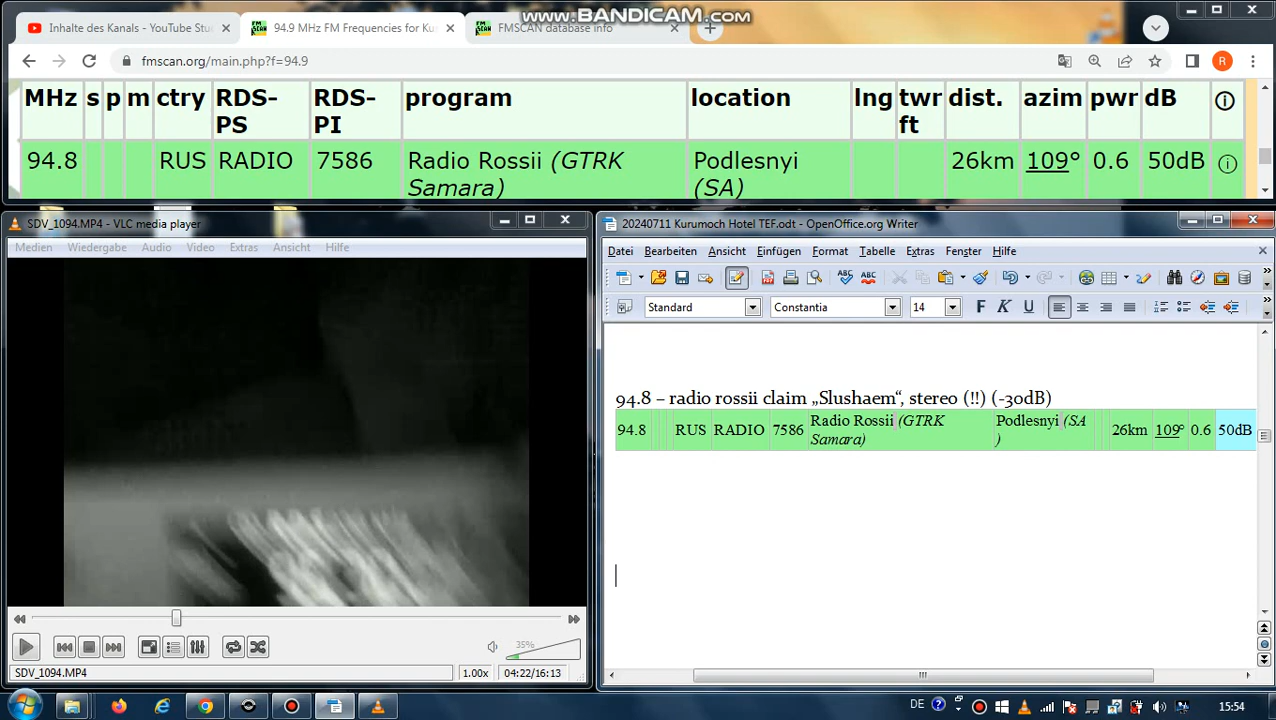 www.BANDICAM.com
Inhalte des Kanals - YouTube Stu
94.9 MHz FM Frequencies for Ku
FMSCAN database info
fmscan.org/main.php?f=94.9
MHz s p m ctry RDS-PS RDS-PI program location lng twr ft dist. azim pwr dB
94.8 RUS RADIO 7586 Radio Rossii (GTRK Samara) Podlesnyi (SA) 26km 109° 0.6 50dB
SDV_1094.MP4 - VLC media player
Medien Wiedergabe Audio Video Extras Ansicht Hilfe
35%
SDV_1094.MP4 1.00x 04:22/16:13
20240711 Kurumoch Hotel TEF.odt - OpenOffice.org Writer
Datei Bearbeiten Ansicht Einfügen Format Tabelle Extras Fenster Hilfe
Standard Constantia 14 F K U
94.8 – radio rossii claim „Slushaem“, stereo (!!) (-30dB)
94.8 RUS RADIO 7586 Radio Rossii (GTRK Samara) Podlesnyi (SA ) 26km 109° 0.6 50dB
DE 15:54